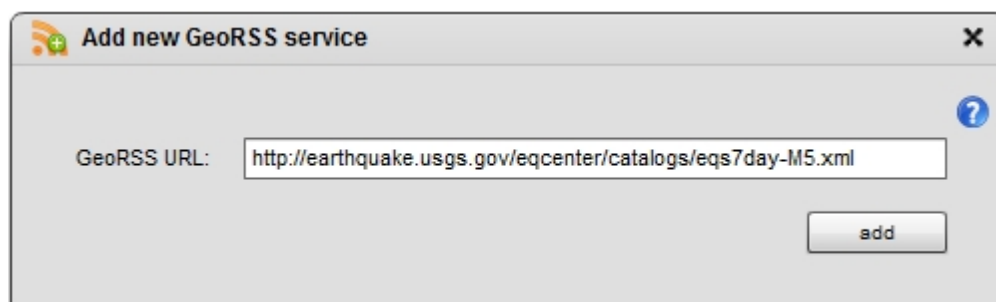 Add new GeoRSS service
GeoRSS URL: http://earthquake.usgs.gov/eqcenter/catalogs/eqs7day-M5.xml
add